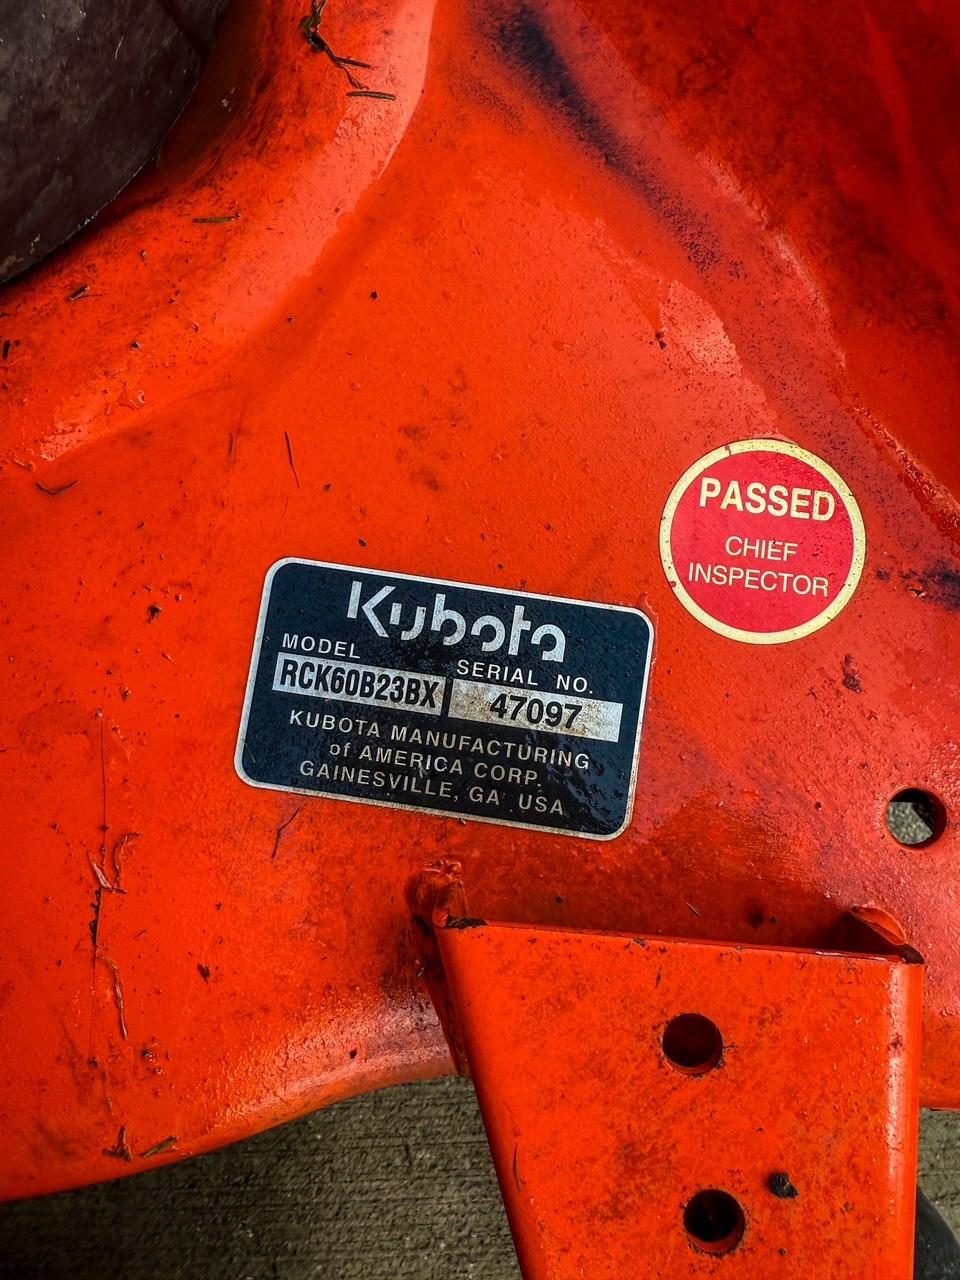 PASSED
CHIEF
INSPECTOR
Kubota
MODEL SERIAL NO.
RCK60B23BX 47097
KUBOTA MANUFACTURING
of AMERICA CORP.
GAINESVILLE, GA USA